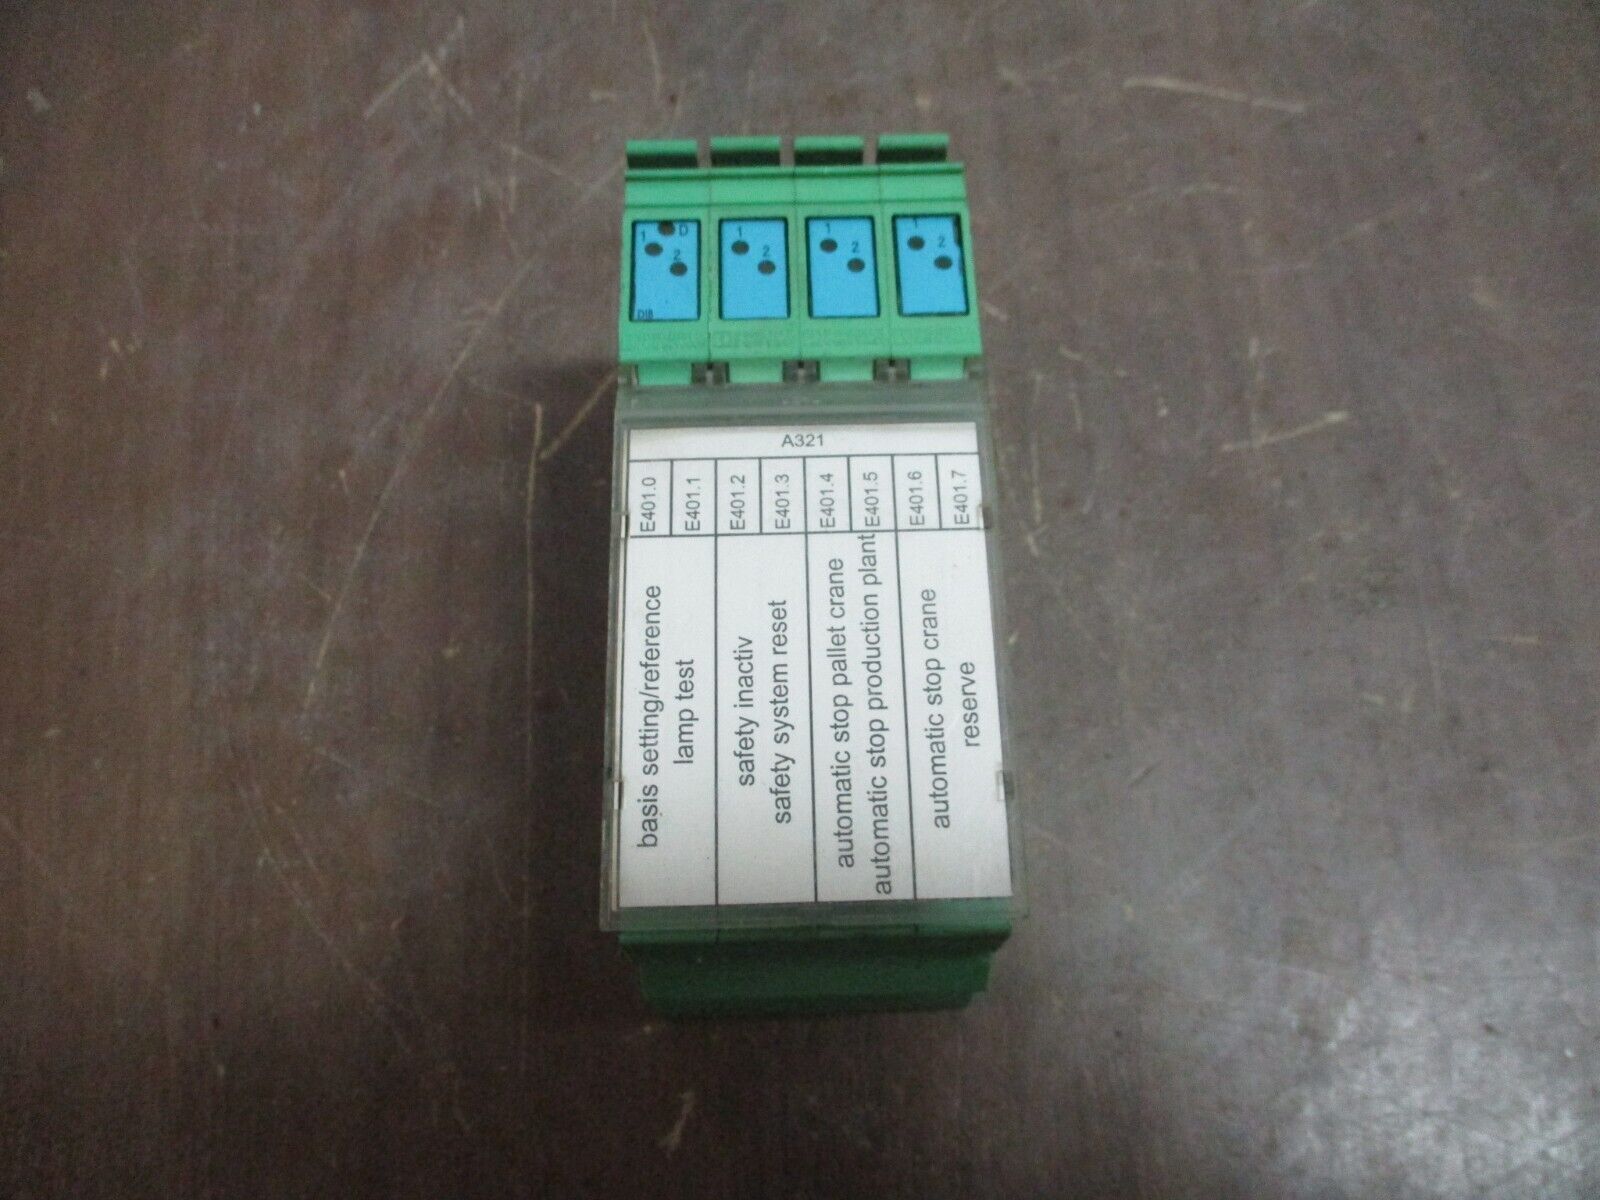 1 D
2
DI8
1
2
1
2
1
2
A321
E401.0
E401.1
E401.2
E401.3
E401.4
E401.5
E401.6
E401.7
basis setting/reference
lamp test
safety inactiv
safety system reset
automatic stop pallet crane
automatic stop production plant
automatic stop crane
reserve